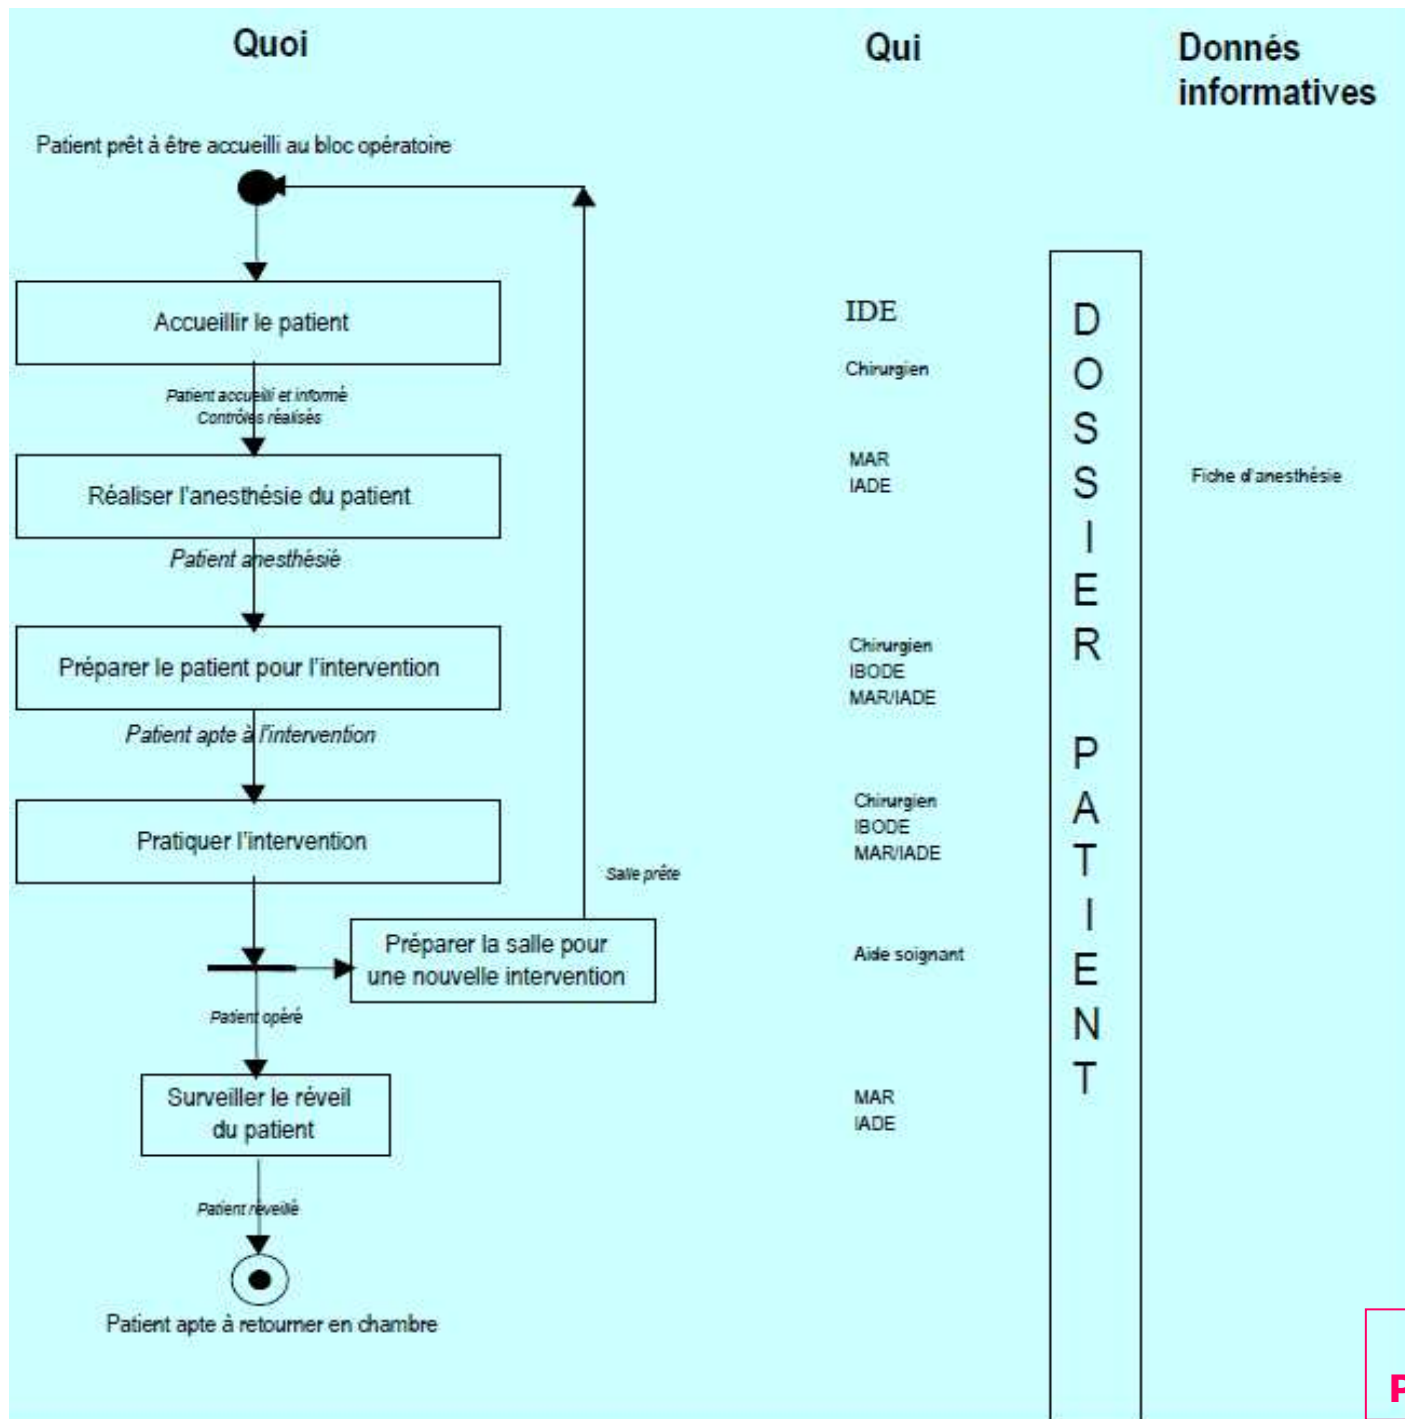 Quoi
Qui
Donnés
informatives
Patient prêt à être accueilli au bloc opératoire
Accueillir le patient
IDE
Chirurgien
Patient accueilli et informé
Contrôles réalisés
Réaliser l'anesthésie du patient
MAR
IADE
Fiche d'anesthésie
Patient anesthésié
Préparer le patient pour l'intervention
Chirurgien
IBODE
MAR/IADE
Patient apte à l'intervention
Pratiquer l'intervention
Chirurgien
IBODE
MAR/IADE
Salle prête
Préparer la salle pour
une nouvelle intervention
Aide soignant
Patient opéré
Surveiller le réveil
du patient
MAR
IADE
Patient réveillé
Patient apte à retourner en chambre
DOSSIER PATIENT
P